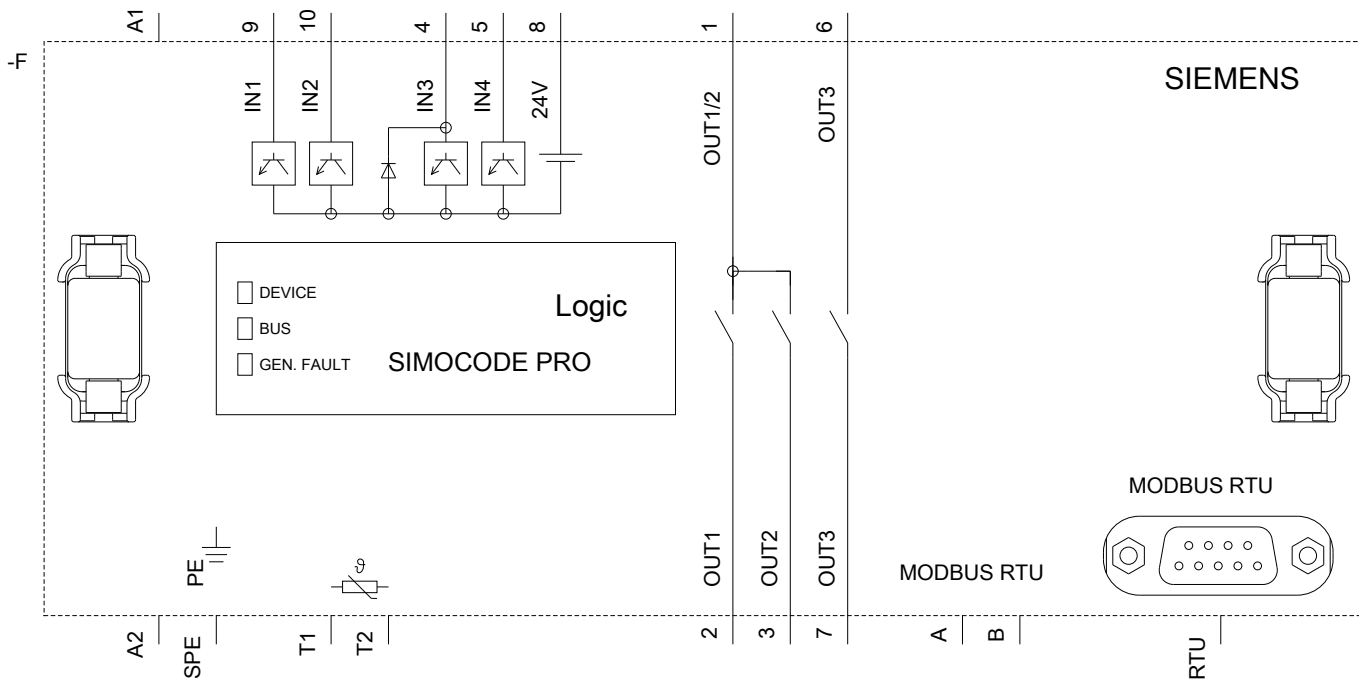 A1
9
10
4
5
8
1
6
-F
IN1
IN2
IN3
IN4
24V
OUT1/2
OUT3
SIEMENS
DEVICE
BUS
GEN. FAULT
Logic
SIMOCODE PRO
MODBUS RTU
PE
ϑ
OUT1
OUT2
OUT3
MODBUS RTU
A2
SPE
T1
T2
2
3
7
A
B
RTU